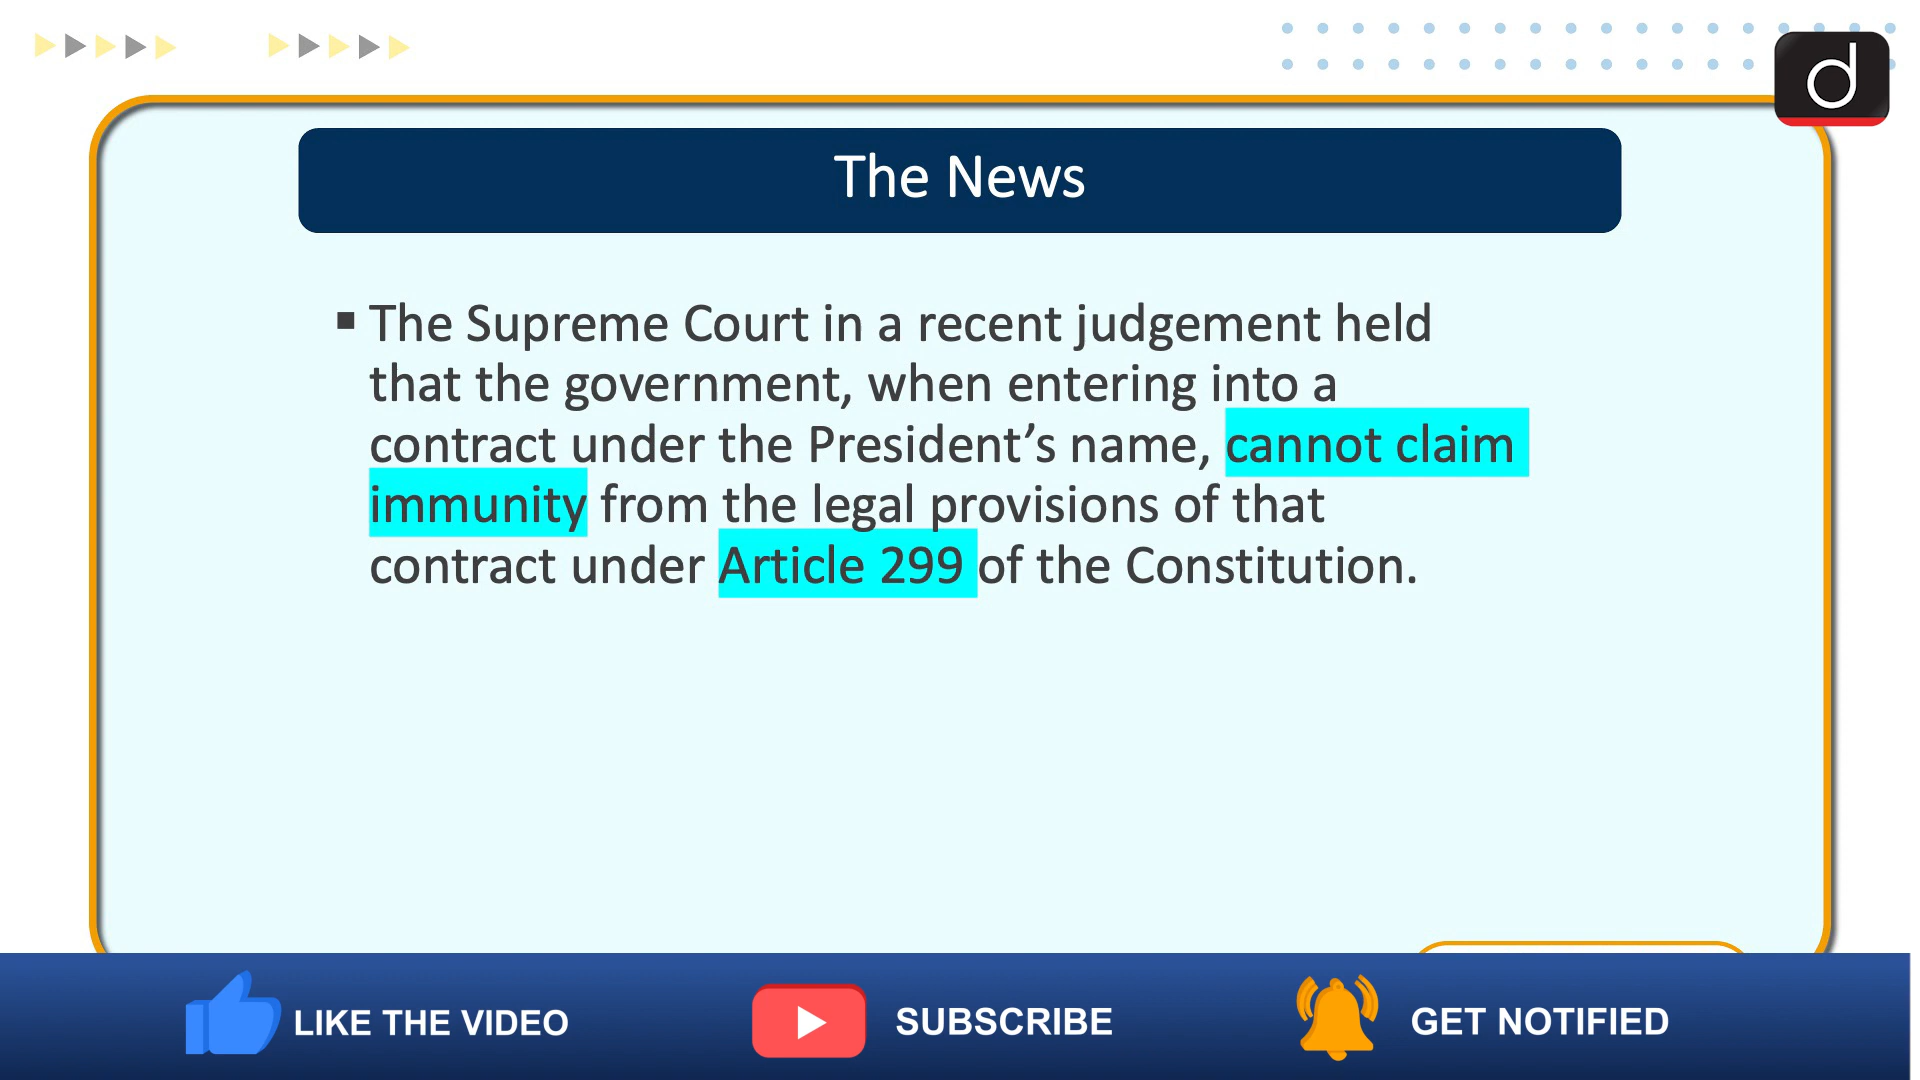 d
The News
▪ The Supreme Court in a recent judgement held
that the government, when entering into a
contract under the President’s name, cannot claim
immunity from the legal provisions of that
contract under Article 299 of the Constitution.
LIKE THE VIDEO
SUBSCRIBE
GET NOTIFIED